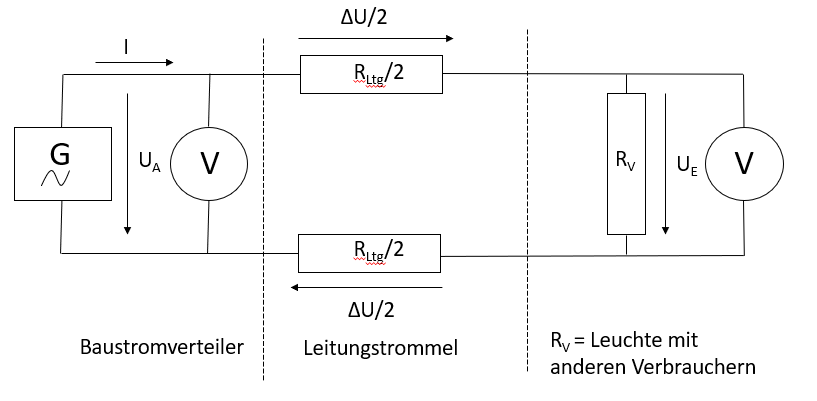 ΔU/2
I
R_Ltg/2
G
U_A
V
R_V
U_E
V
R_Ltg/2
ΔU/2
Baustromverteiler
Leitungstrommel
R_V = Leuchte mit
anderen Verbrauchern